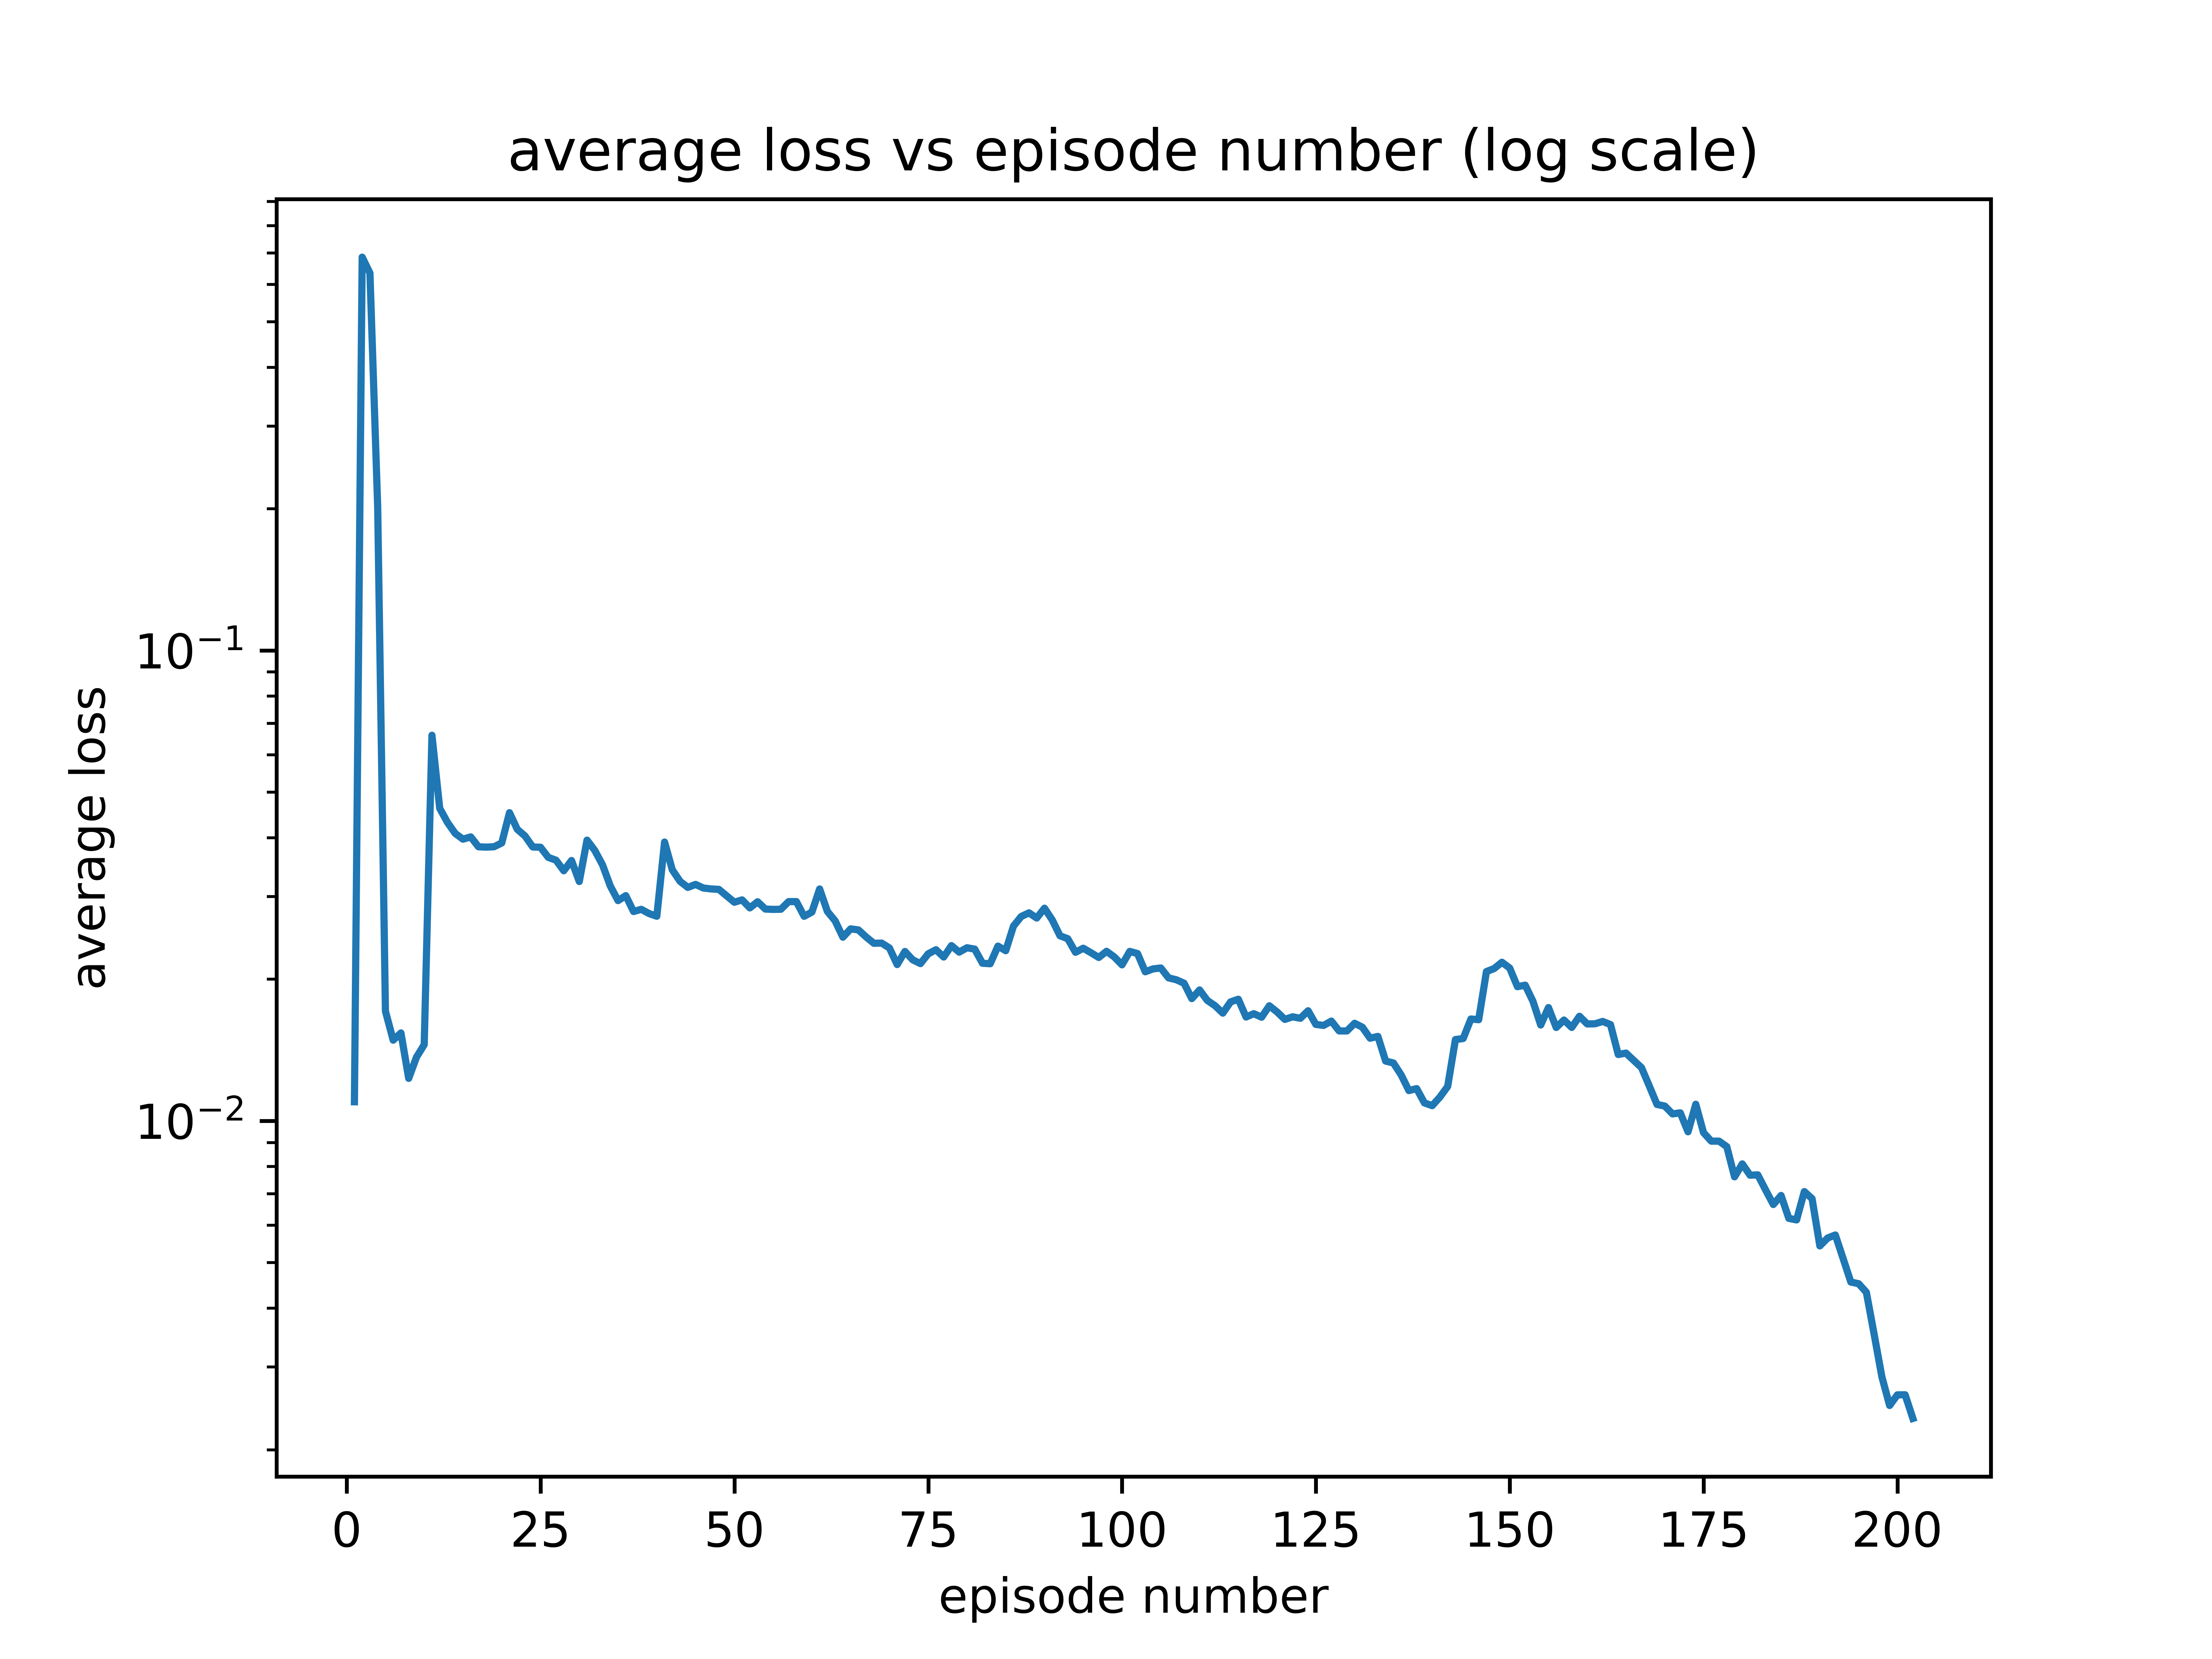 average loss vs episode number (log scale)
average loss
10⁻¹
10⁻²
0 25 50 75 100 125 150 175 200
episode number